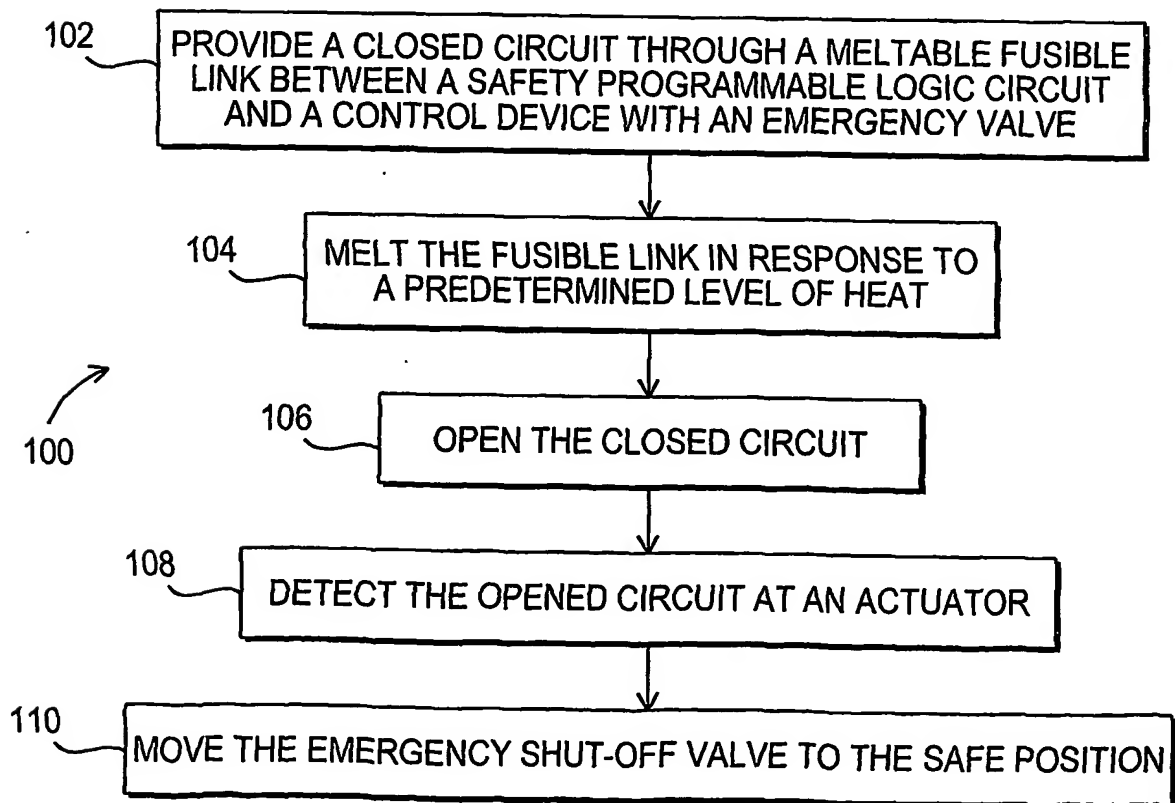 102
PROVIDE A CLOSED CIRCUIT THROUGH A MELTABLE FUSIBLE
LINK BETWEEN A SAFETY PROGRAMMABLE LOGIC CIRCUIT
AND A CONTROL DEVICE WITH AN EMERGENCY VALVE
104
MELT THE FUSIBLE LINK IN RESPONSE TO
A PREDETERMINED LEVEL OF HEAT
100
106
OPEN THE CLOSED CIRCUIT
108
DETECT THE OPENED CIRCUIT AT AN ACTUATOR
110
MOVE THE EMERGENCY SHUT-OFF VALVE TO THE SAFE POSITION